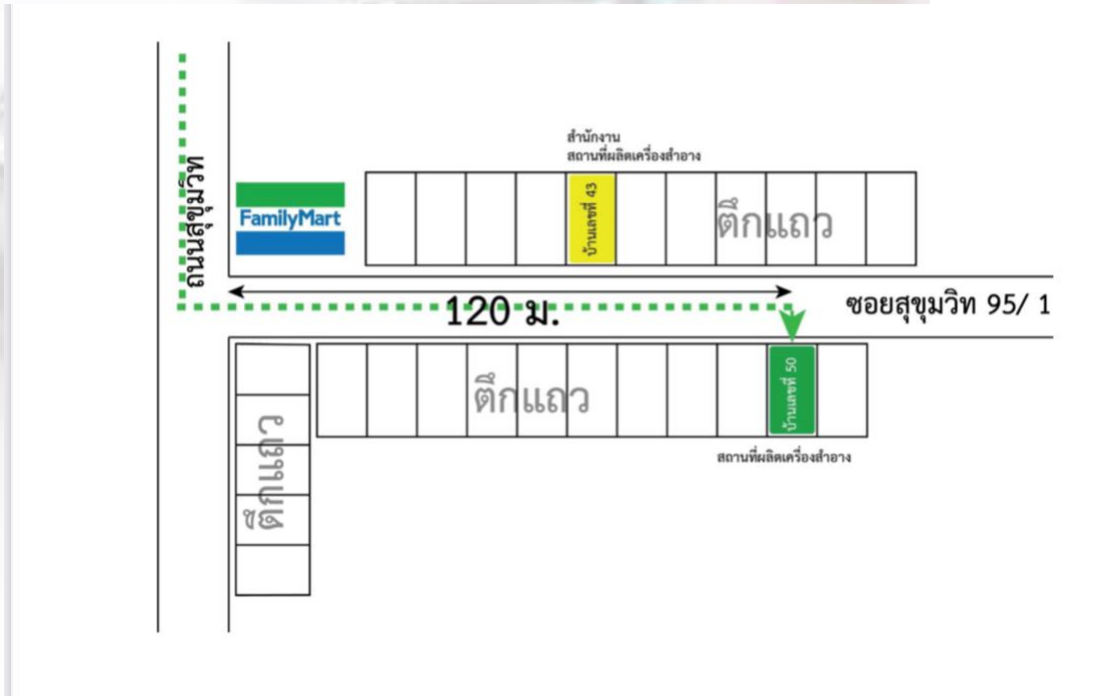 สำนักงาน
สถานที่ผลิตเครื่องสำอาง
ถนนสุขุมวิท
FamilyMart
บ้านเลขที่ 43
ตึกแถว
120 ม.
ซอยสุขุมวิท 95/ 1
ตึกแถว
บ้านเลขที่ 50
ตึกแถว
สถานที่ผลิตเครื่องสำอาง